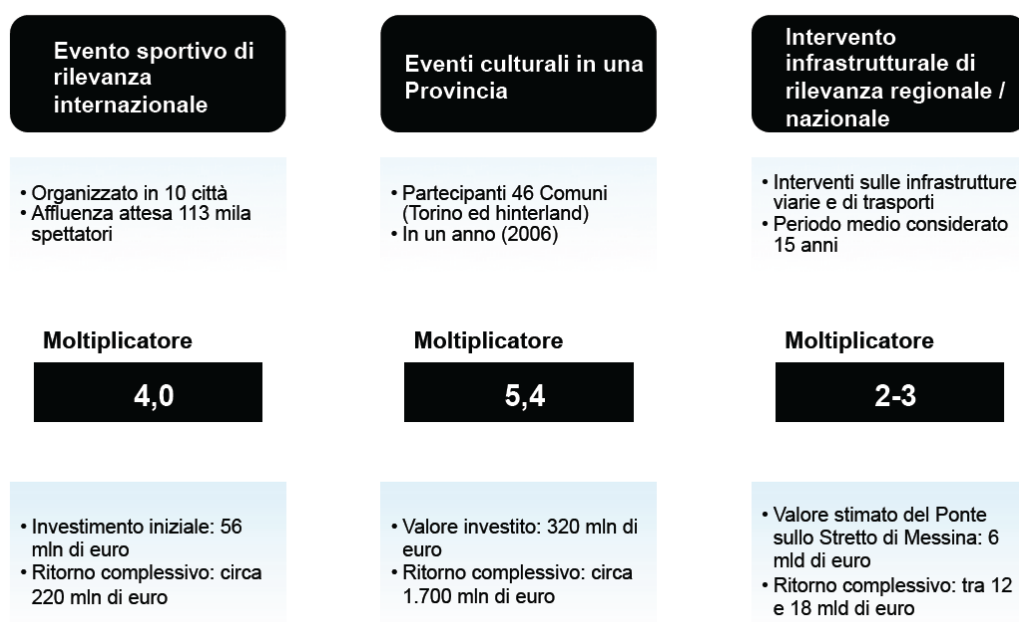 Evento sportivo di
rilevanza
internazionale
• Organizzato in 10 città
• Affluenza attesa 113 mila
spettatori
Moltiplicatore
4,0
• Investimento iniziale: 56
mln di euro
• Ritorno complessivo: circa
220 mln di euro
Eventi culturali in una
Provincia
• Partecipanti 46 Comuni
(Torino ed hinterland)
• In un anno (2006)
Moltiplicatore
5,4
• Valore investito: 320 mln di
euro
• Ritorno complessivo: circa
1.700 mln di euro
Intervento
infrastrutturale di
rilevanza regionale /
nazionale
• Interventi sulle infrastrutture
viarie e di trasporti
• Periodo medio considerato
15 anni
Moltiplicatore
2-3
• Valore stimato del Ponte
sullo Stretto di Messina: 6
mld di euro
• Ritorno complessivo: tra 12
e 18 mld di euro